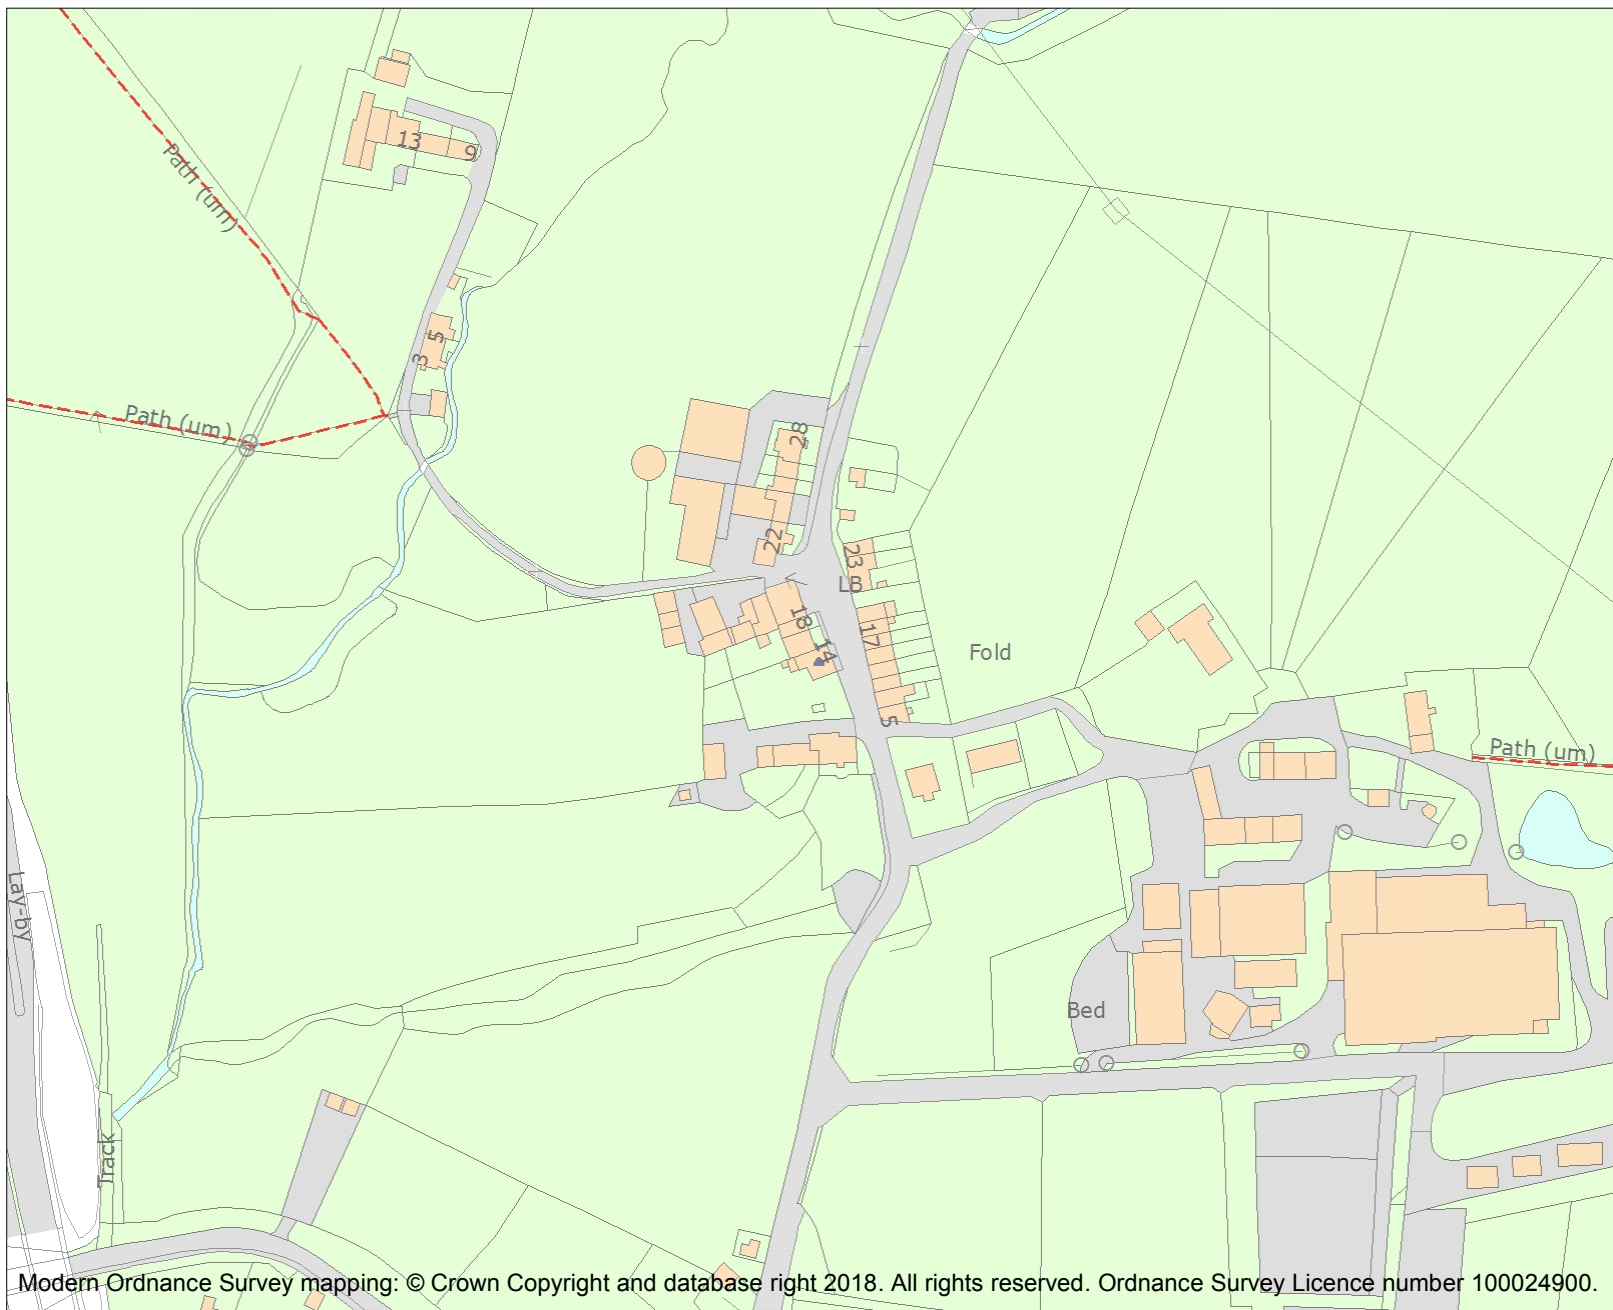 Path (um)
13
9
5
3
Path (um)
28
22
23
LB
18
17
14
Fold
5
Path (um)
Lay-by
Bed
Track
Modern Ordnance Survey mapping: © Crown Copyright and database right 2018. All rights reserved. Ordnance Survey Licence number 100024900.